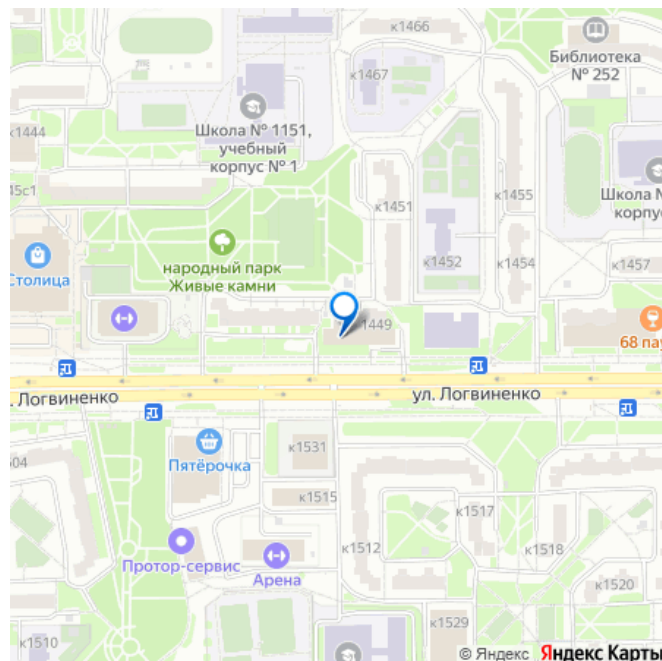 к1466
Библиотека
№ 252
к1467
Школа № 1151,
учебный
корпус № 1
к1444
45с1
к1451
к1455
Школа №
корпус
к1452
к1454
к1457
народный парк
Живые камни
Столица
1449
68 пау
ул. Логвиненко
. Логвиненко
к1531
Пятёрочка
504
к1515
к1517
к1512
к1518
Протор-сервис
Арена
к1520
к1529
к1510
© Яндекс Яндекс Карты